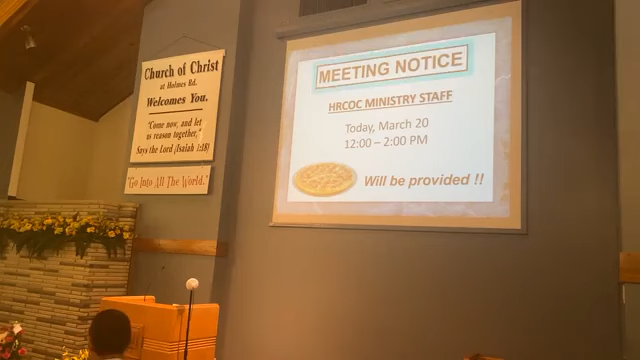 Church of Christ
at Holmes Rd.
Welcomes You.
"Come now, and let
us reason together,"
Says the Lord (Isaiah 1:18)
"Go Into All The World."
MEETING NOTICE
HRCOC MINISTRY STAFF
Today, March 20
12:00 – 2:00 PM
Will be provided !!